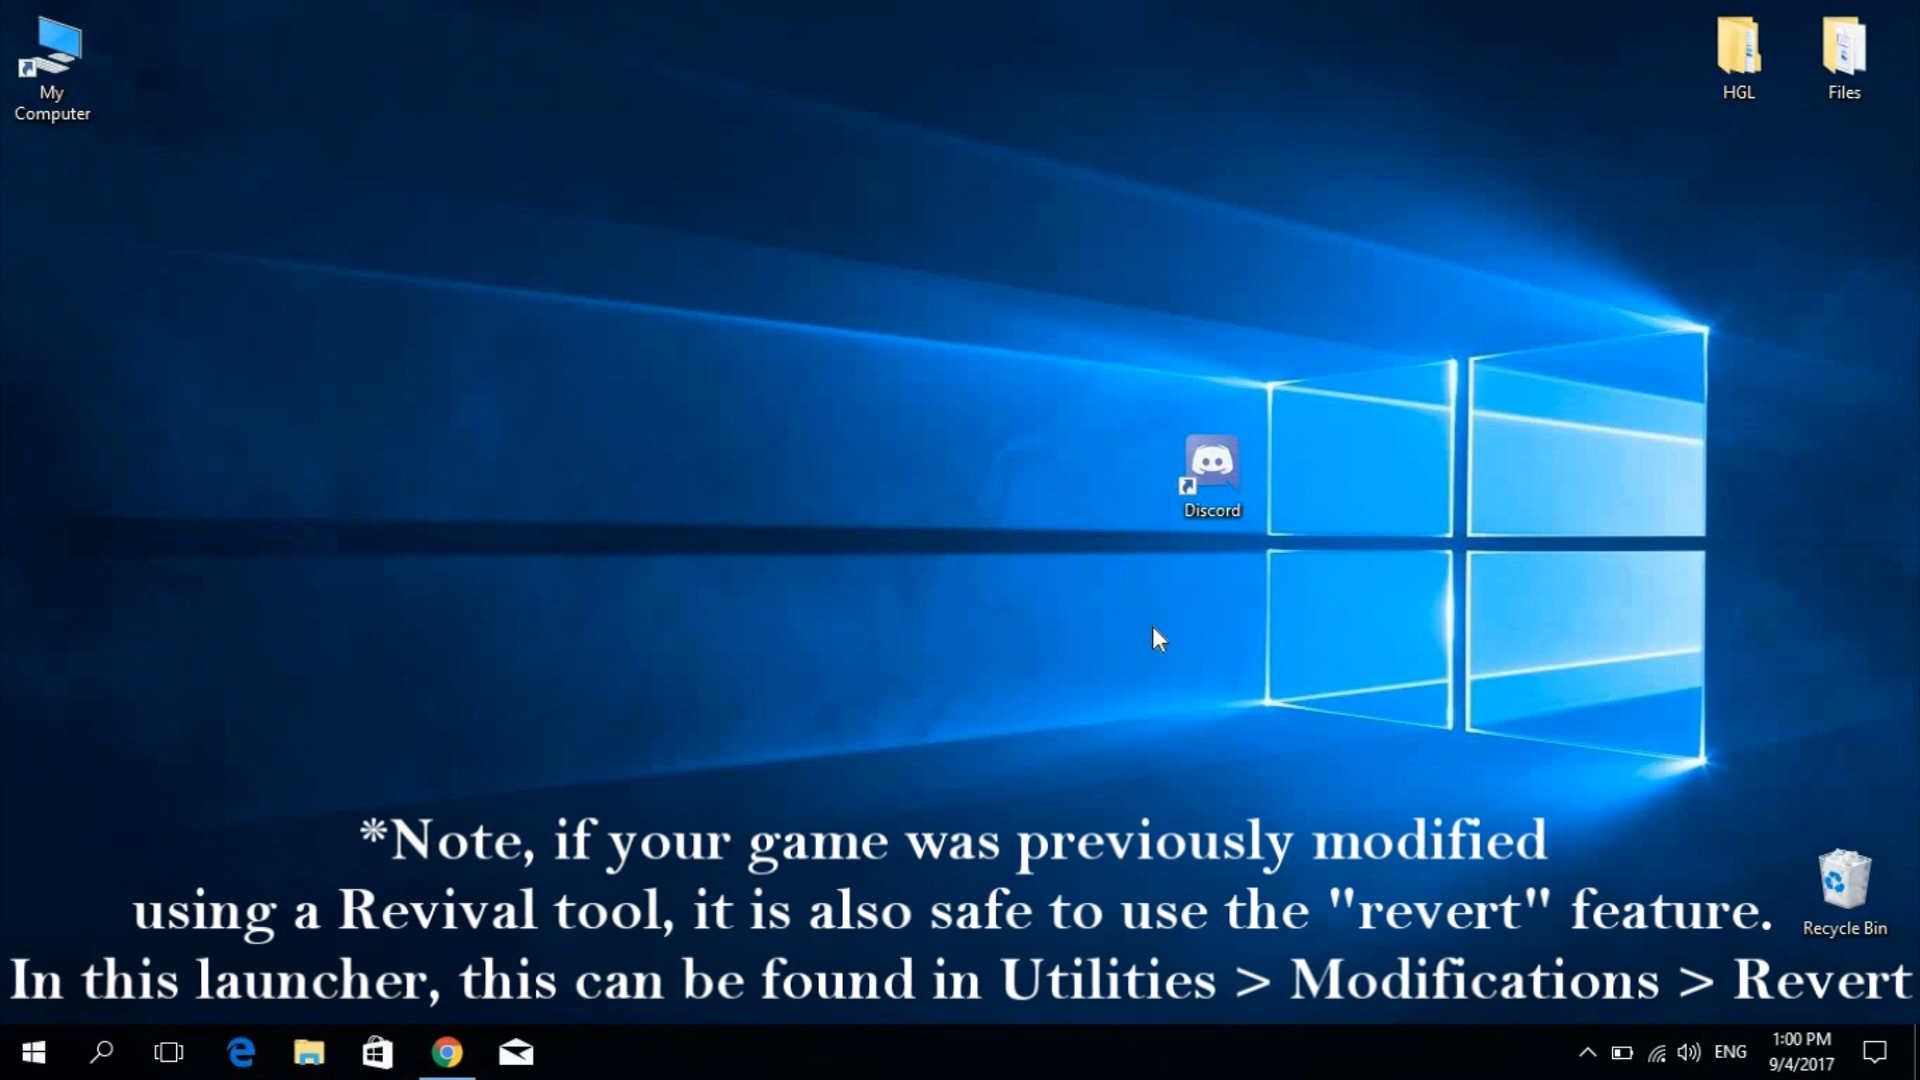 My
Computer
HGL
Files
Discord
*Note, if your game was previously modified
using a Revival tool, it is also safe to use the "revert" feature.
In this launcher, this can be found in Utilities > Modifications > Revert
Recycle Bin
ENG
1:00 PM
9/4/2017